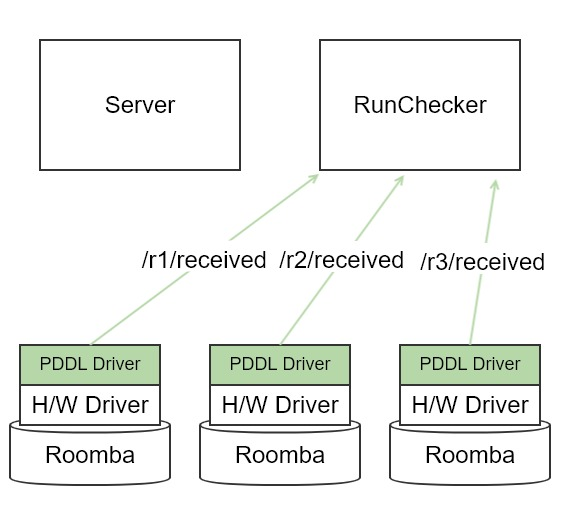 Server
RunChecker
/r1/received
/r2/received
/r3/received
PDDL Driver
PDDL Driver
PDDL Driver
H/W Driver
H/W Driver
H/W Driver
Roomba
Roomba
Roomba